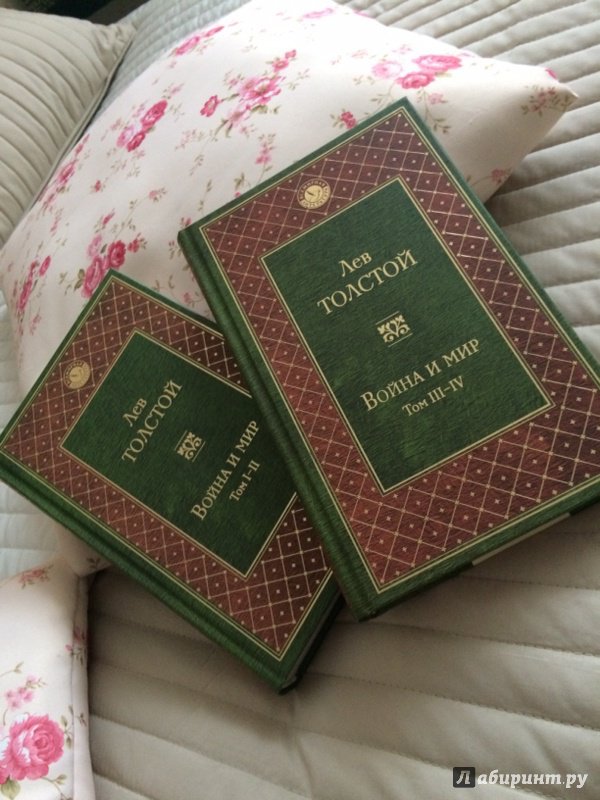 Лев
ТОЛСТОЙ
Война и мир
Том III–IV
Лев
ТОЛСТОЙ
Война и мир
Том I–II
Лабиринт.ру